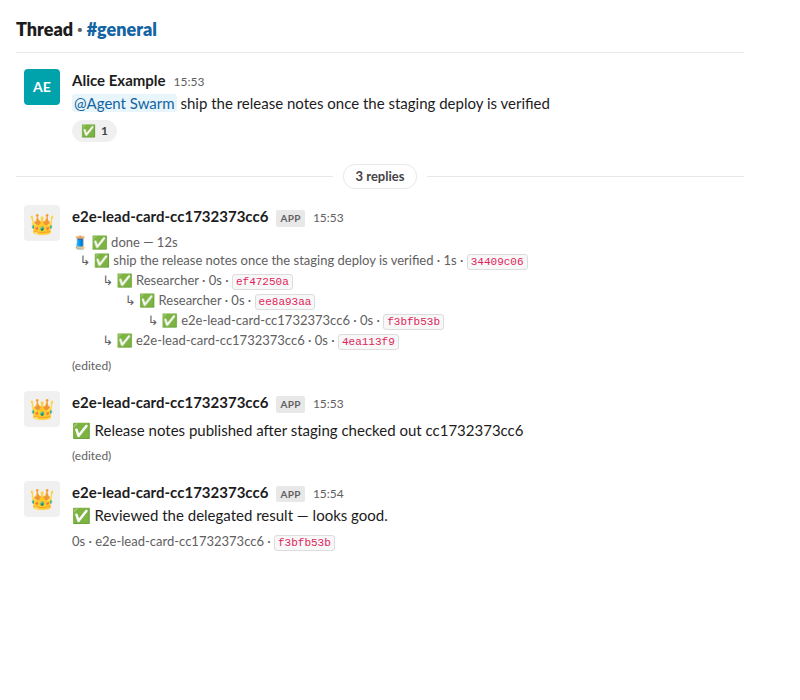 Thread • #general
AE
Alice Example 15:53
@Agent Swarm ship the release notes once the staging deploy is verified
✅ 1
3 replies
e2e-lead-card-cc1732373cc6 APP 15:53
🧵 ✅ done — 12s
↳ ✅ ship the release notes once the staging deploy is verified · 1s · 34409c06
↳ ✅ Researcher · 0s · ef47250a
↳ ✅ Researcher · 0s · ee8a93aa
↳ ✅ e2e-lead-card-cc1732373cc6 · 0s · f3bfb53b
↳ ✅ e2e-lead-card-cc1732373cc6 · 0s · 4ea113f9
(edited)
e2e-lead-card-cc1732373cc6 APP 15:53
✅ Release notes published after staging checked out cc1732373cc6
(edited)
e2e-lead-card-cc1732373cc6 APP 15:54
✅ Reviewed the delegated result — looks good.
0s · e2e-lead-card-cc1732373cc6 · f3bfb53b